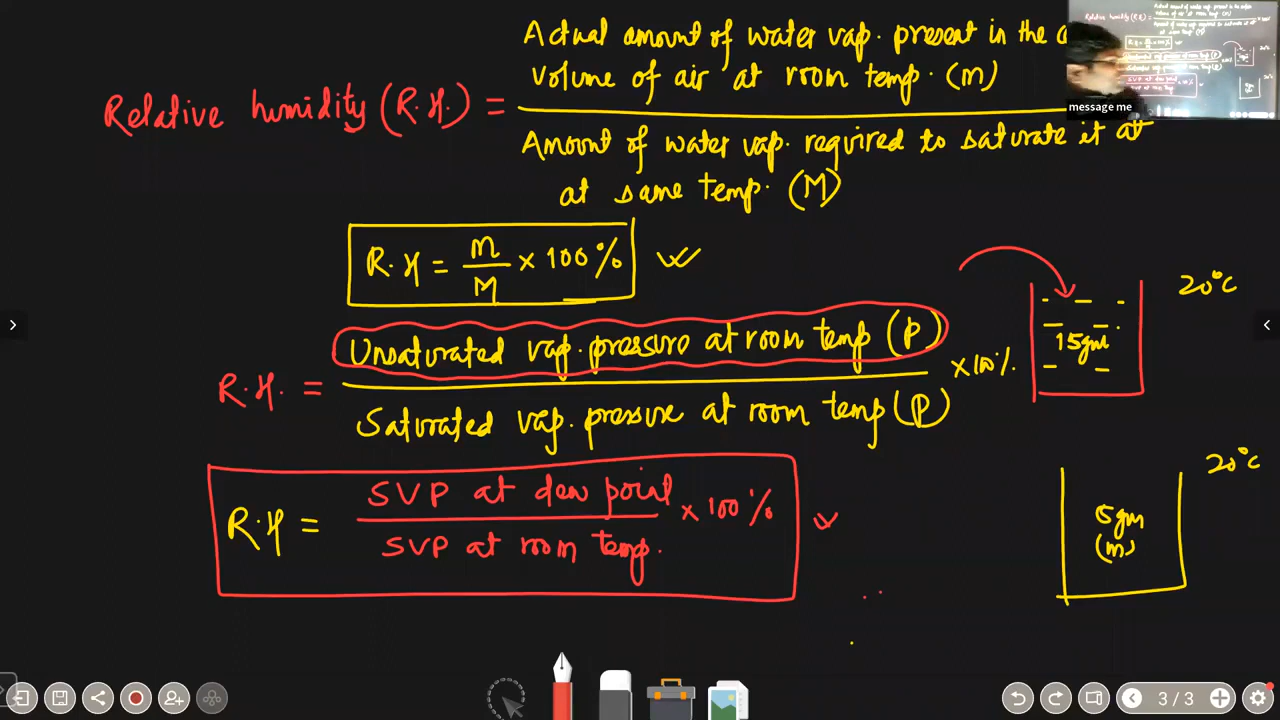 Actual amount of water vap. present in the
volume of air at room temp. (m)
Relative humidity (R.H.) =
Amount of water vap. required to saturate it at
at same temp. (M)
R.H = m/M × 100%
20°C
Unsaturated vap. pressure at room temp (p)
15gm
R.H. = × 100%
Saturated vap. pressure at room temp (P)
20°C
SVP at dew point
R.H = × 100%
SVP at room temp.
5gm
(m)
message me
3/3